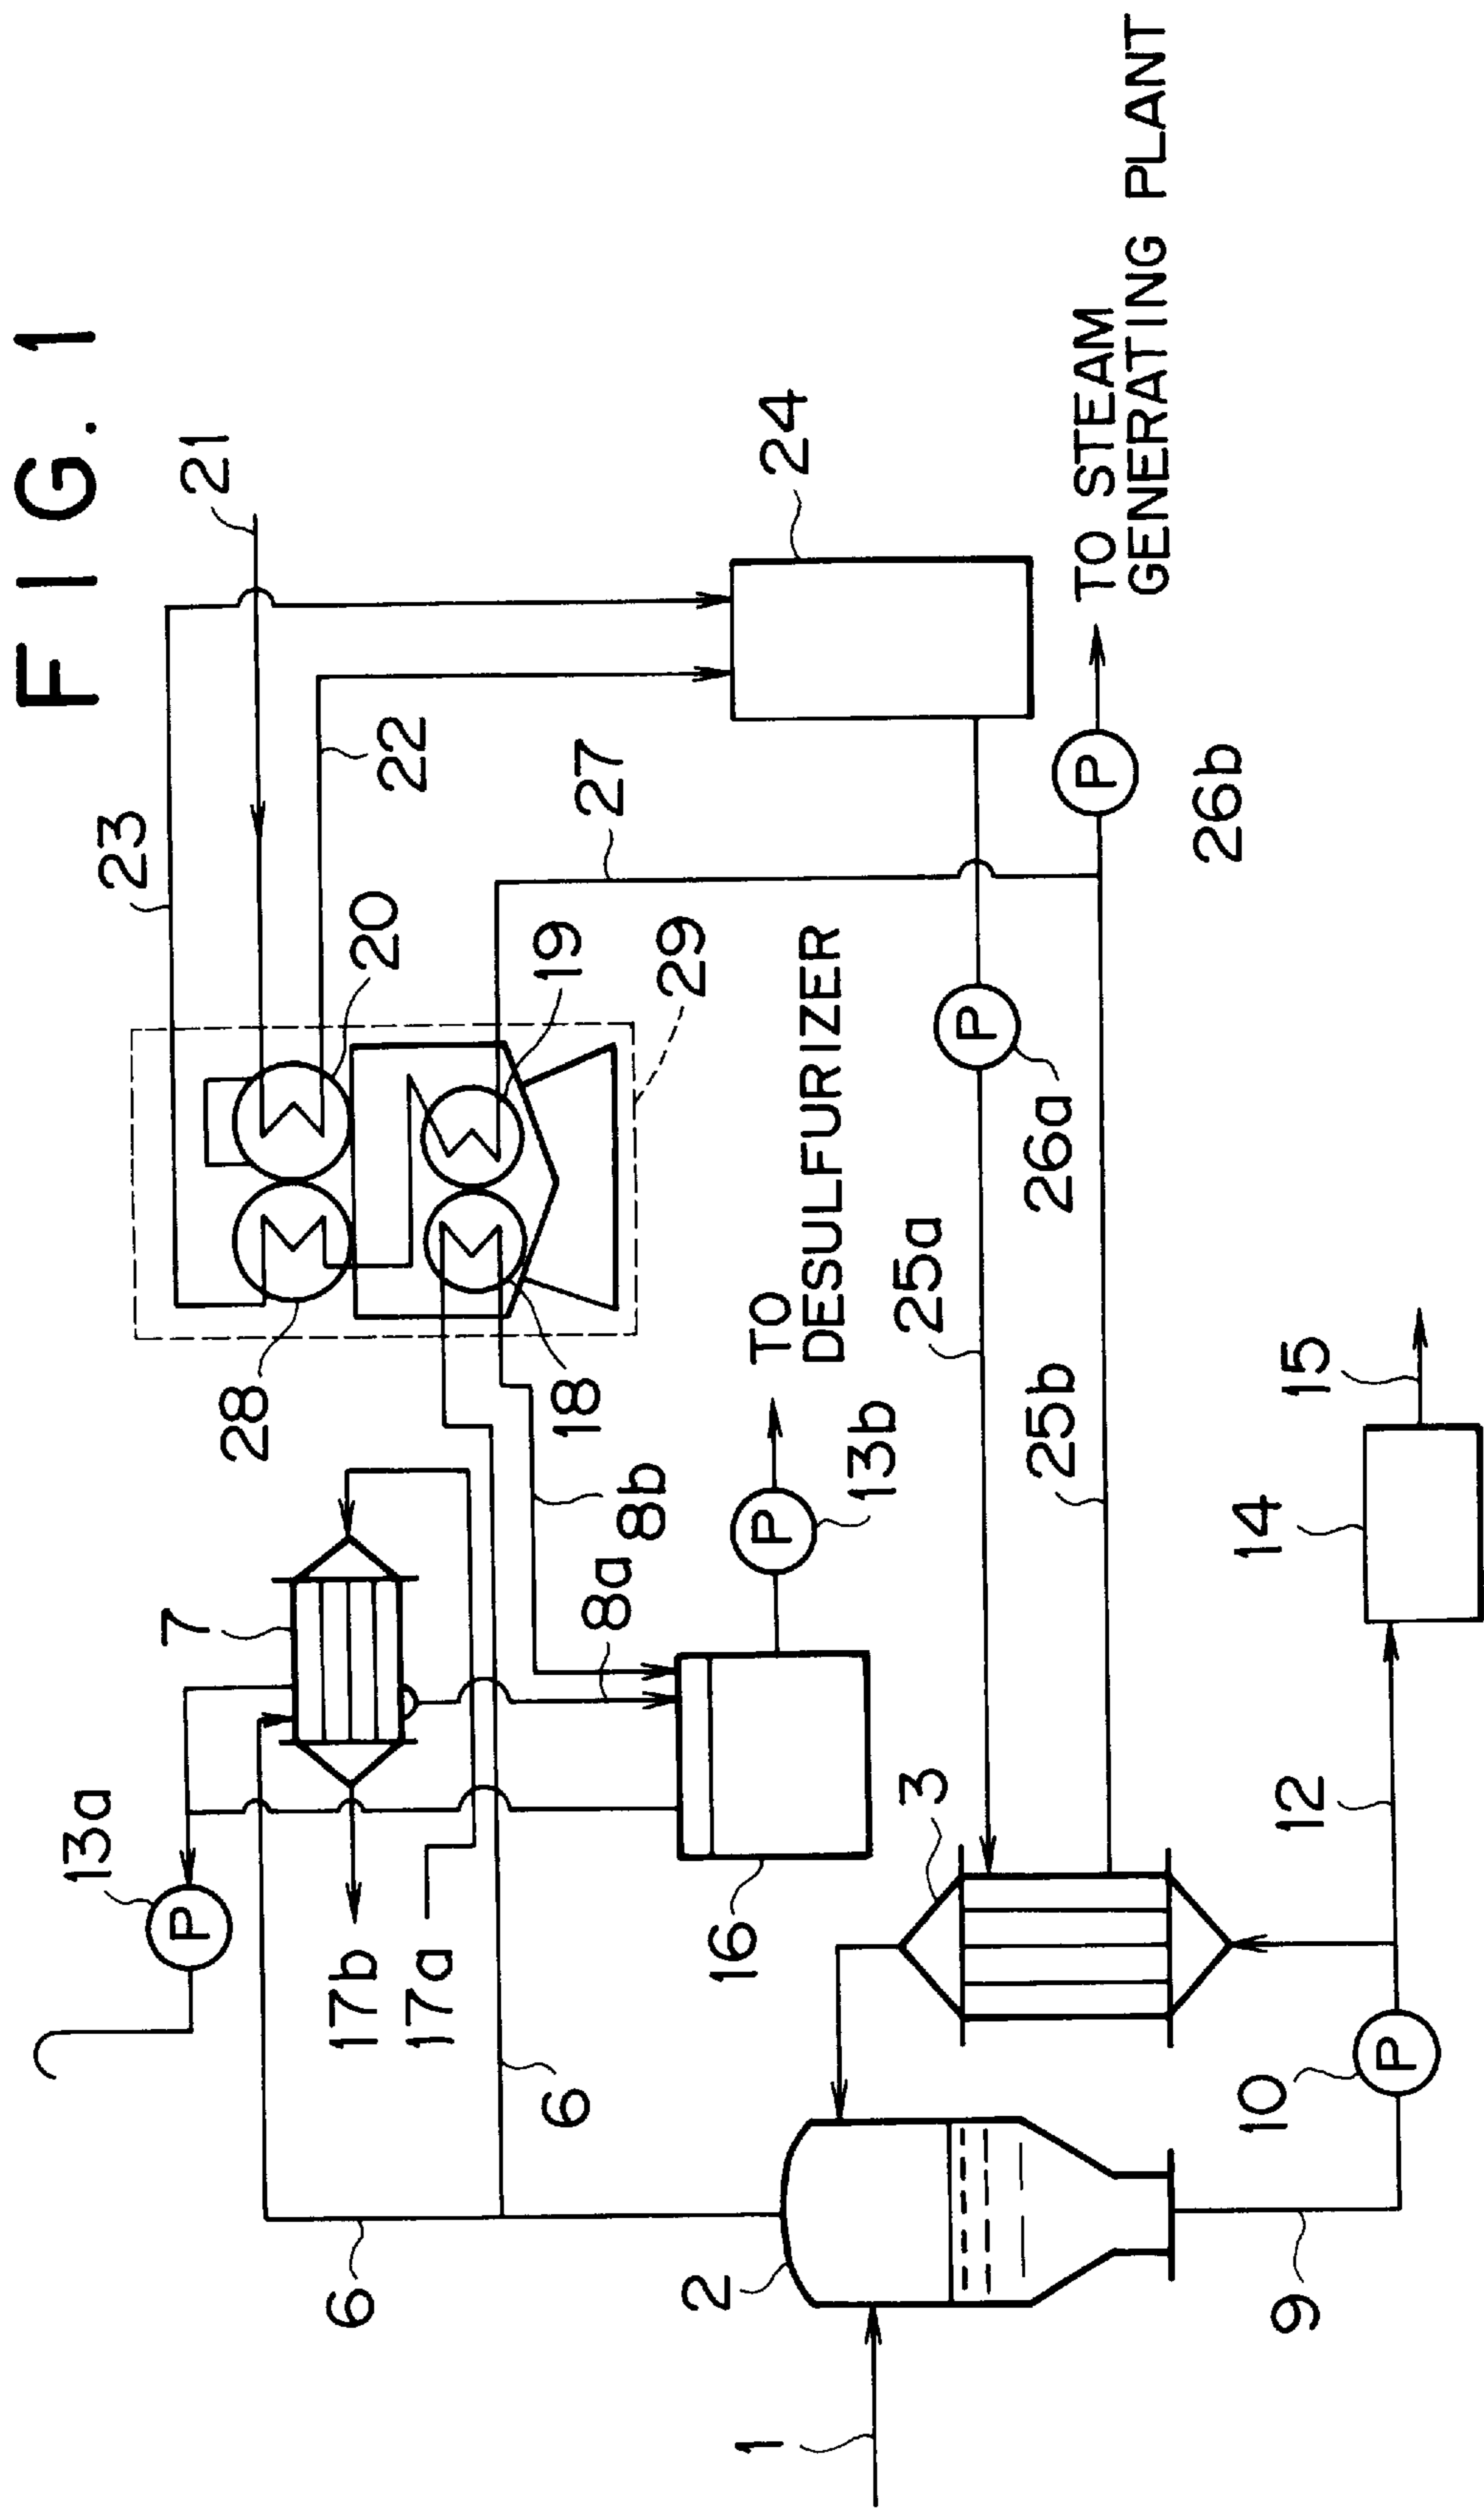 FIG. 1
21
23
22
20
28
27
19
29
18
24
7
13a
17b
17a
6
6
8b
8a
16
TO
DESULFURIZER
P
13b
P
P
26a
25a
25b
P
26b
TO STEAM
GENERATING PLANT
1
2
3
9
10
P
12
14
15